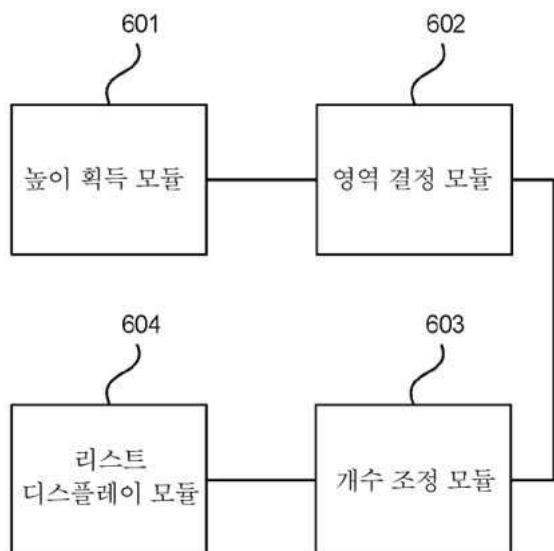 601
602
높이 획득 모듈
영역 결정 모듈
604
603
리스트
디스플레이 모듈
개수 조정 모듈